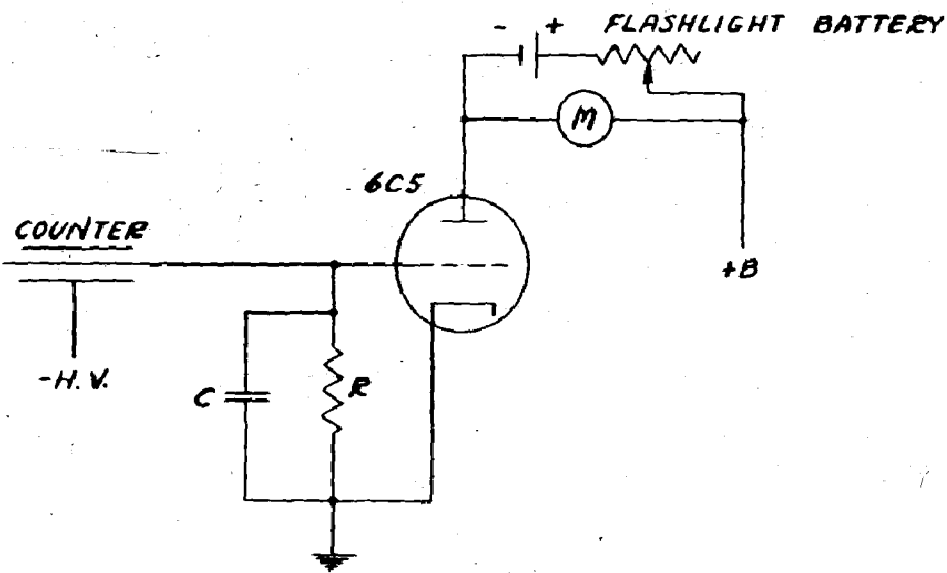 - + FLASHLIGHT BATTERY
M
6C5
COUNTER
+B
-H.V.
C
R